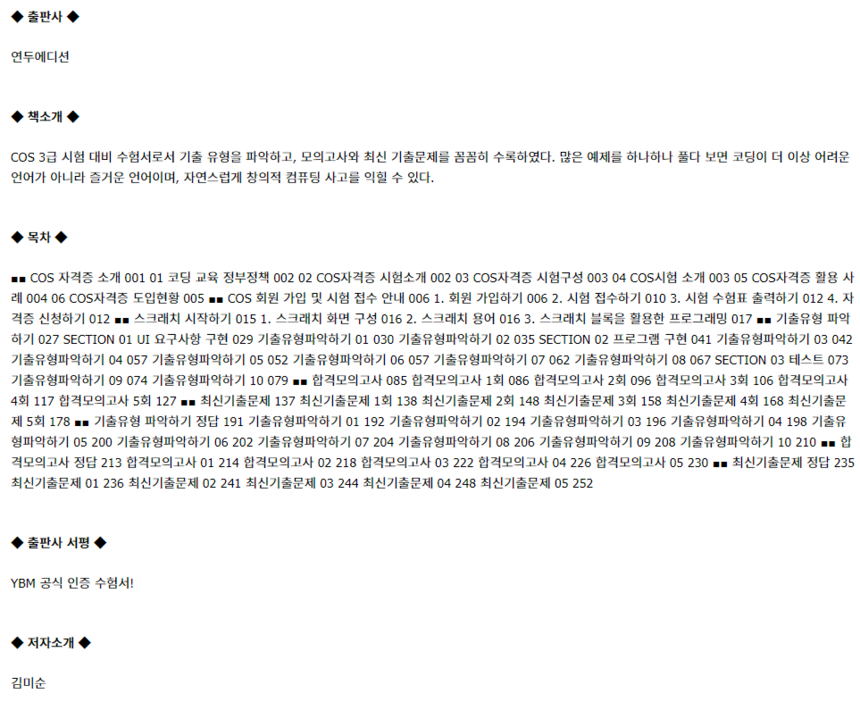 ◆ 출판사 ◆
연두에디션
◆ 책소개 ◆
COS 3급 시험 대비 수험서로서 기출 유형을 파악하고, 모의고사와 최신 기출문제를 꼼꼼히 수록하였다. 많은 예제를 하나하나 풀다 보면 코딩이 더 이상 어려운
언어가 아니라 즐거운 언어이며, 자연스럽게 창의적 컴퓨팅 사고를 익힐 수 있다.
◆ 목차 ◆
■■ COS 자격증 소개 001 01 코딩 교육 정부정책 002 02 COS자격증 시험소개 002 03 COS자격증 시험구성 003 04 COS시험 소개 003 05 COS자격증 활용 사
례 004 06 COS자격증 도입현황 005 ■■ COS 회원 가입 및 시험 접수 안내 006 1. 회원 가입하기 006 2. 시험 접수하기 010 3. 시험 수험표 출력하기 012 4. 자
격증 신청하기 012 ■■ 스크래치 시작하기 015 1. 스크래치 화면 구성 016 2. 스크래치 용어 016 3. 스크래치 블록을 활용한 프로그래밍 017 ■■ 기출유형 파악
하기 027 SECTION 01 UI 요구사항 구현 029 기출유형파악하기 01 030 기출유형파악하기 02 035 SECTION 02 프로그램 구현 041 기출유형파악하기 03 042
기출유형파악하기 04 057 기출유형파악하기 05 052 기출유형파악하기 06 057 기출유형파악하기 07 062 기출유형파악하기 08 067 SECTION 03 테스트 073
기출유형파악하기 09 074 기출유형파악하기 10 079 ■■ 합격모의고사 085 합격모의고사 1회 086 합격모의고사 2회 096 합격모의고사 3회 106 합격모의고사
4회 117 합격모의고사 5회 127 ■■ 최신기출문제 137 최신기출문제 1회 138 최신기출문제 2회 148 최신기출문제 3회 158 최신기출문제 4회 168 최신기출문
제 5회 178 ■■ 기출유형 파악하기 정답 191 기출유형파악하기 01 192 기출유형파악하기 02 194 기출유형파악하기 03 196 기출유형파악하기 04 198 기출유
형파악하기 05 200 기출유형파악하기 06 202 기출유형파악하기 07 204 기출유형파악하기 08 206 기출유형파악하기 09 208 기출유형파악하기 10 210 ■■ 합
격모의고사 정답 213 합격모의고사 01 214 합격모의고사 02 218 합격모의고사 03 222 합격모의고사 04 226 합격모의고사 05 230 ■■ 최신기출문제 정답 235
최신기출문제 01 236 최신기출문제 02 241 최신기출문제 03 244 최신기출문제 04 248 최신기출문제 05 252
◆ 출판사 서평 ◆
YBM 공식 인증 수험서!
◆ 저자소개 ◆
김미순